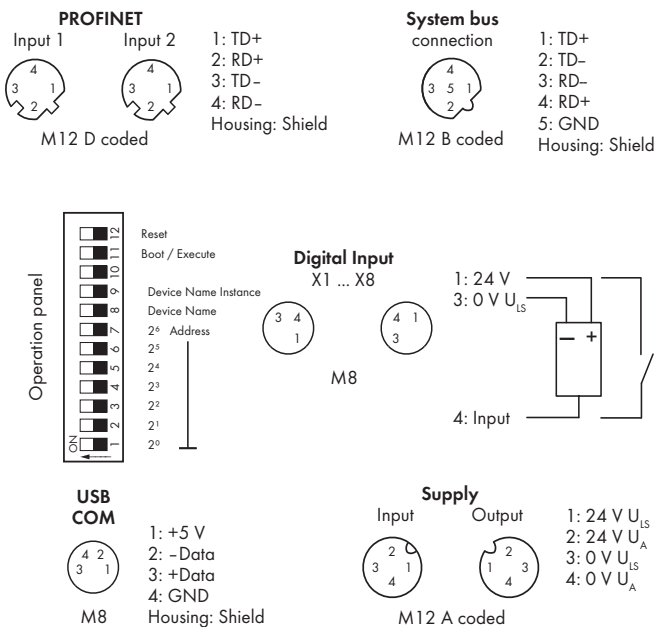 PROFINET
Input 1 Input 2
4
3 1
2
4
3 1
2
M12 D coded
1: TD+
2: RD+
3: TD–
4: RD–
Housing: Shield
System bus
connection
4
3 5 1
2
M12 B coded
1: TD+
2: TD–
3: RD–
4: RD+
5: GND
Housing: Shield
Operation panel
12 Reset
11 Boot / Execute
10
9 Device Name Instance
8 Device Name
7 2⁶ Address
6 2⁵
5 2⁴
4 2³
3 2²
2 2¹
1 2⁰
ON
Digital Input
X1 ... X8
3 4
1
4 1
3
M8
1: 24 V
3: 0 V U_LS
– +
4: Input
USB
COM
4 2
3 1
M8
1: +5 V
2: –Data
3: +Data
4: GND
Housing: Shield
Supply
Input Output
2
3 1
4
2
1 3
4
M12 A coded
1: 24 V U_LS
2: 24 V U_A
3: 0 V U_LS
4: 0 V U_A